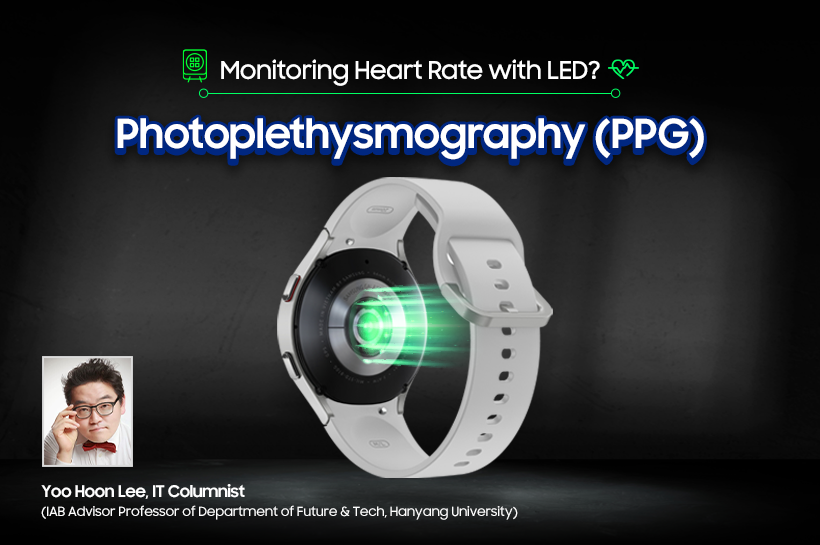 Monitoring Heart Rate with LED?
Photoplethysmography (PPG)
Yoo Hoon Lee, IT Columnist
(IAB Advisor Professor of Department of Future & Tech, Hanyang University)